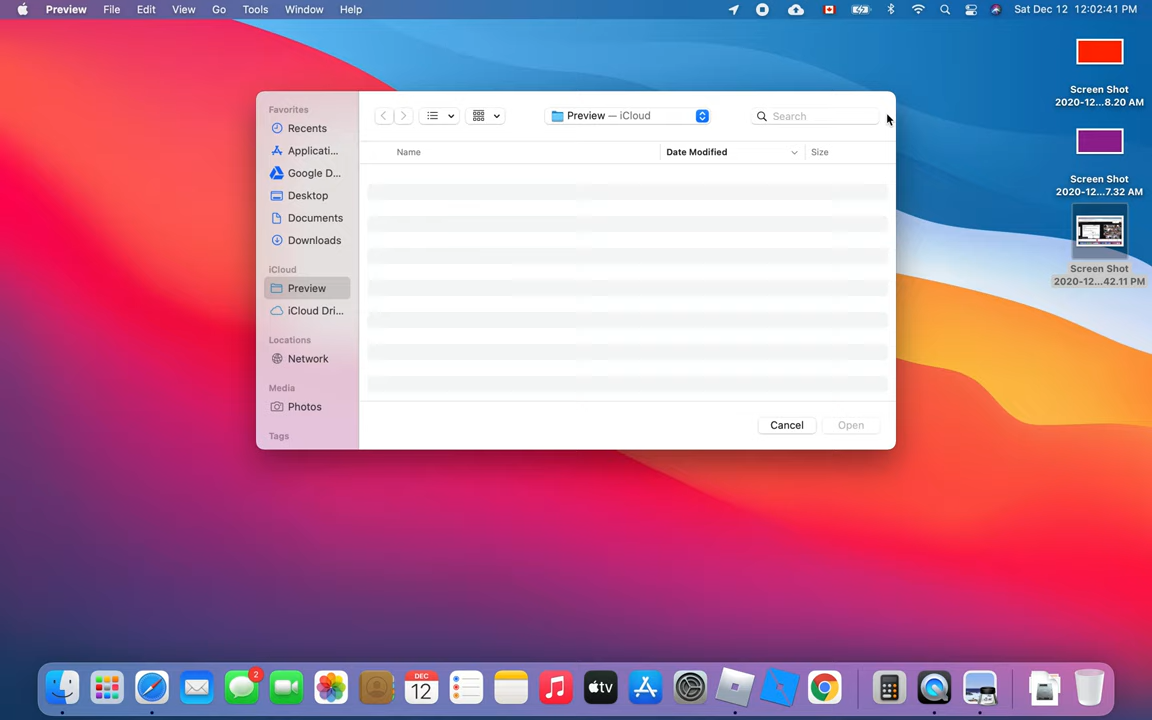 Preview File Edit View Go Tools Window Help Sat Dec 12 12:02:41 PM
Favorites
Recents
Applicati...
Google D...
Desktop
Documents
Downloads
iCloud
Preview
iCloud Dri...
Locations
Network
Media
Photos
Tags
Preview — iCloud
Search
Name Date Modified Size
Cancel Open
Screen Shot
2020-12...8.20 AM
Screen Shot
2020-12...7.32 AM
Screen Shot
2020-12...42.11 PM
2
DEC
12
tv